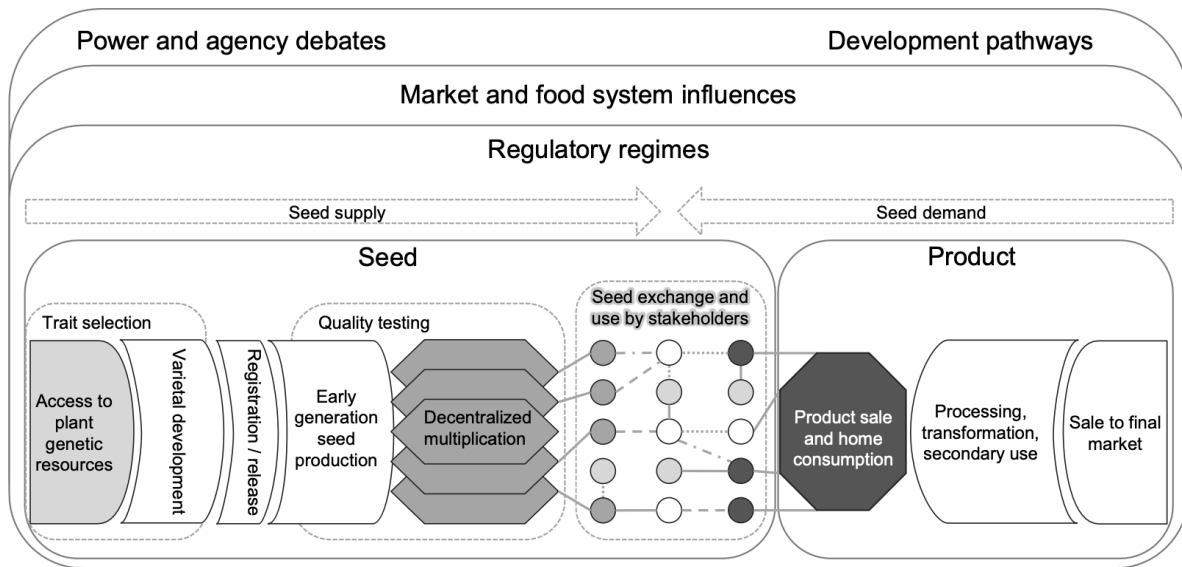 Power and agency debates
Development pathways
Market and food system influences
Regulatory regimes
Seed supply
Seed demand
Seed
Product
Trait selection
Quality testing
Seed exchange and
use by stakeholders
Access to
plant
genetic
resources
Varietal development
Registration / release
Early
generation
seed
production
Decentralized
multiplication
Product sale
and home
consumption
Processing,
transformation,
secondary use
Sale to final
market